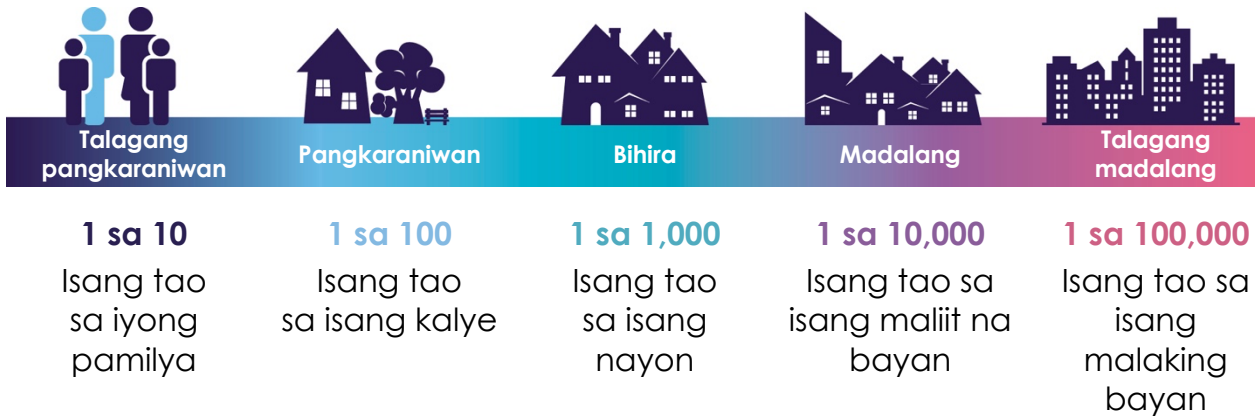 Talagang
pangkaraniwan
Pangkaraniwan
Bihira
Madalang
Talagang
madalang
1 sa 10
Isang tao
sa iyong
pamilya
1 sa 100
Isang tao
sa isang kalye
1 sa 1,000
Isang tao
sa isang
nayon
1 sa 10,000
Isang tao sa
isang maliit na
bayan
1 sa 100,000
Isang tao sa
isang
malaking
bayan